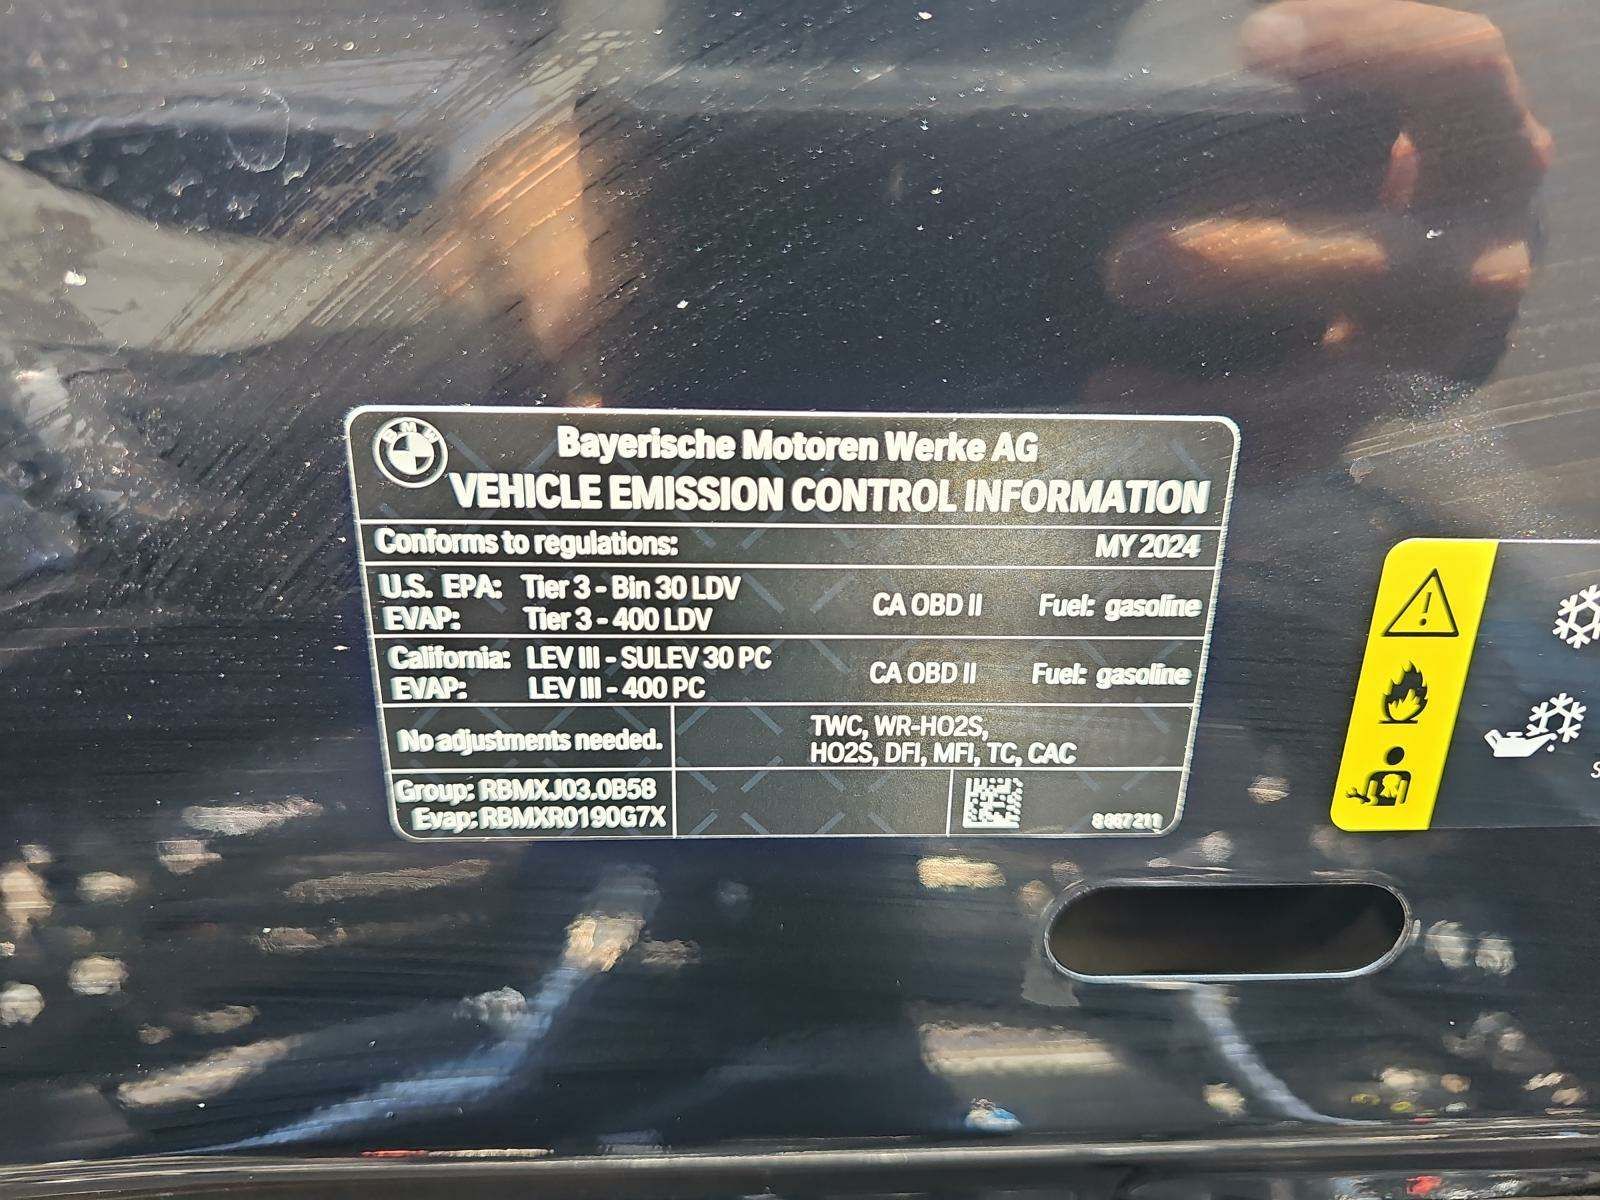 BMW
Bayerische Motoren Werke AG
VEHICLE EMISSION CONTROL INFORMATION
Conforms to regulations: MY 2024
U.S. EPA: Tier 3 - Bin 30 LDV
EVAP: Tier 3 - 400 LDV
CA OBD II Fuel: gasoline
California: LEV III - SULEV 30 PC
EVAP: LEV III - 400 PC
CA OBD II Fuel: gasoline
No adjustments needed.
TWC, WR-HO2S,
HO2S, DFI, MFI, TC, CAC
Group: RBMXJ03.0B58
Evap: RBMXR0190G7X